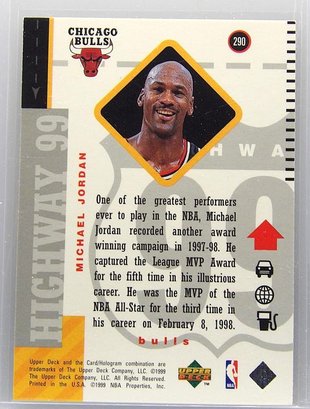 CHICAGO
BULLS
290
HIGHWAY 99
MICHAEL JORDAN
HWA
One of the greatest performers
ever to play in the NBA, Michael
Jordan recorded another award
winning campaign in 1997-98. He
captured the League MVP Award
for the fifth time in his illustrious
career. He was the MVP of the
NBA All-Star for the third time in
his career on February 8, 1998.
bulls
Upper Deck and the Card/Hologram combination are
trademarks of The Upper Deck Company, LLC. ©1999
The Upper Deck Company, LLC. All Rights Reserved.
Printed in the U.S.A. ©1999 NBA Properties, Inc.
UPPER
DECK
NBA